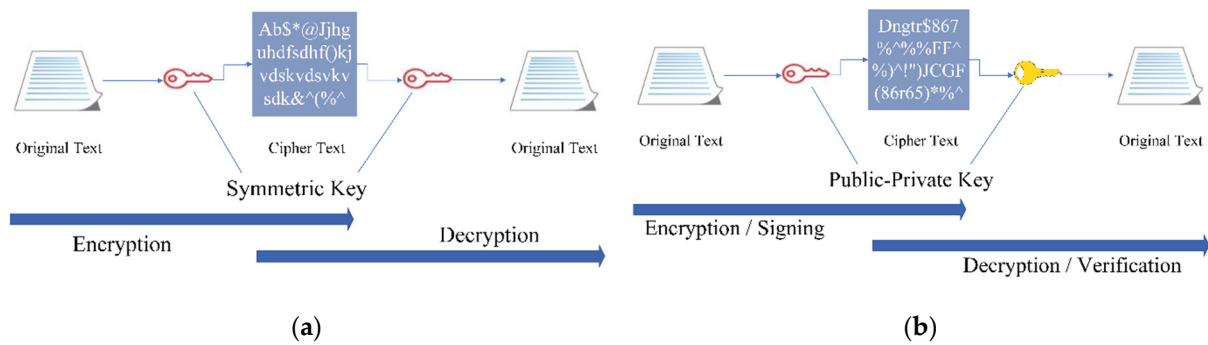 Ab$*@Jjhg
uhdfsdhf()kj
vdskvdsvkv
sdk&^(%^
Original Text
Cipher Text
Original Text
Symmetric Key
Encryption
Decryption
(a)
Dngtr$867
%^%%FF^
%)^!")JCGF
(86r65)*%^
Original Text
Cipher Text
Original Text
Public-Private Key
Encryption / Signing
Decryption / Verification
(b)